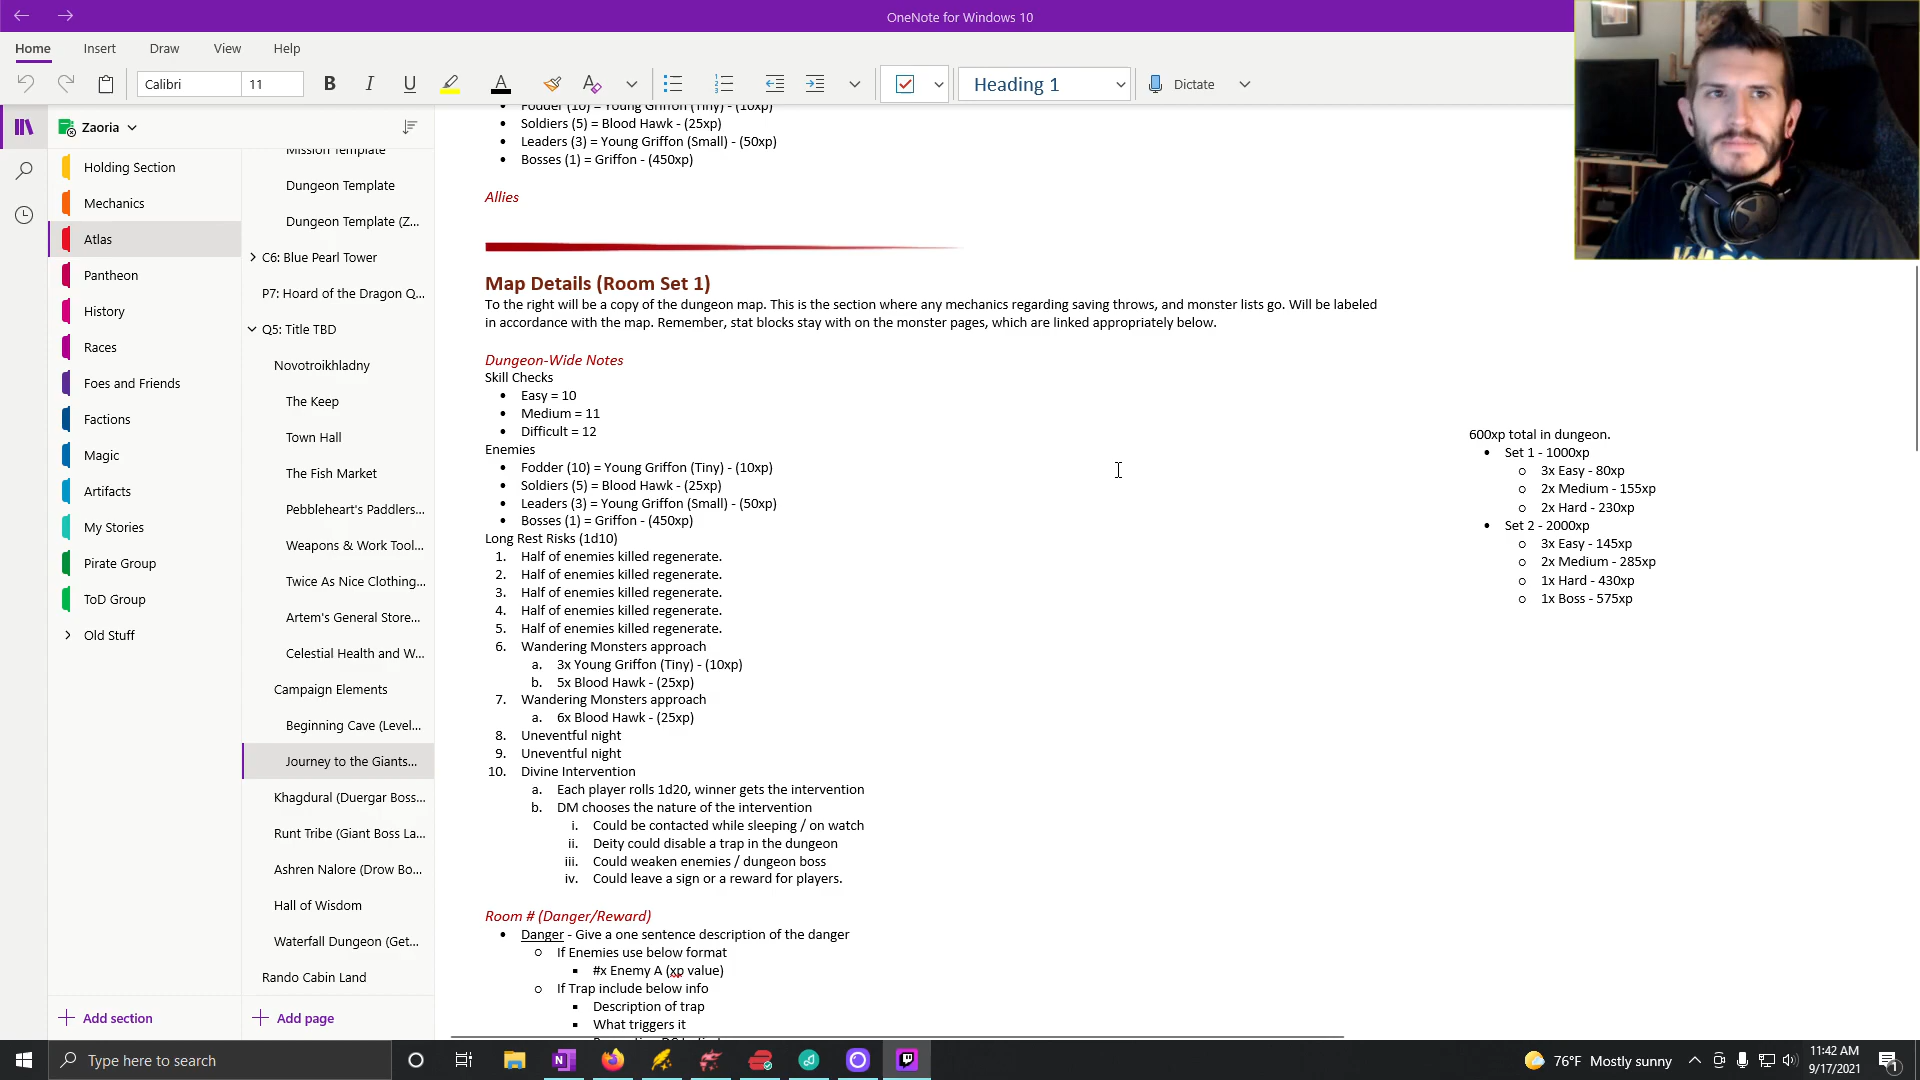 OneNote for Windows 10
Home Insert Draw View Help
Calibri 11 B I U A A Heading 1 Dictate
Zaoria
Holding Section
Mechanics
Atlas
Pantheon
History
Races
Foes and Friends
Factions
Magic
Artifacts
My Stories
Pirate Group
ToD Group
Old Stuff
Add section
Mission Template
Dungeon Template
Dungeon Template (Z...
C6: Blue Pearl Tower
P7: Hoard of the Dragon Q...
Q5: Title TBD
Novotroikhladny
The Keep
Town Hall
The Fish Market
Pebbleheart's Paddlers...
Weapons & Work Tool...
Twice As Nice Clothing...
Artem's General Store...
Celestial Health and W...
Campaign Elements
Beginning Cave (Level...
Journey to the Giants...
Khagdural (Duergar Boss...
Runt Tribe (Giant Boss La...
Ashren Nalore (Drow Bo...
Hall of Wisdom
Waterfall Dungeon (Get...
Rando Cabin Land
Add page
• Fodder (10) = Young Griffon (Tiny) - (10xp)
• Soldiers (5) = Blood Hawk - (25xp)
• Leaders (3) = Young Griffon (Small) - (50xp)
• Bosses (1) = Griffon - (450xp)
Allies
Map Details (Room Set 1)
To the right will be a copy of the dungeon map. This is the section where any mechanics regarding saving throws, and monster lists go. Will be labeled
in accordance with the map. Remember, stat blocks stay with on the monster pages, which are linked appropriately below.
Dungeon-Wide Notes
Skill Checks
• Easy = 10
• Medium = 11
• Difficult = 12
Enemies
• Fodder (10) = Young Griffon (Tiny) - (10xp)
• Soldiers (5) = Blood Hawk - (25xp)
• Leaders (3) = Young Griffon (Small) - (50xp)
• Bosses (1) = Griffon - (450xp)
Long Rest Risks (1d10)
1. Half of enemies killed regenerate.
2. Half of enemies killed regenerate.
3. Half of enemies killed regenerate.
4. Half of enemies killed regenerate.
5. Half of enemies killed regenerate.
6. Wandering Monsters approach
a. 3x Young Griffon (Tiny) - (10xp)
b. 5x Blood Hawk - (25xp)
7. Wandering Monsters approach
a. 6x Blood Hawk - (25xp)
8. Uneventful night
9. Uneventful night
10. Divine Intervention
a. Each player rolls 1d20, winner gets the intervention
b. DM chooses the nature of the intervention
i. Could be contacted while sleeping / on watch
ii. Deity could disable a trap in the dungeon
iii. Could weaken enemies / dungeon boss
iv. Could leave a sign or a reward for players.
Room # (Danger/Reward)
• Danger - Give a one sentence description of the danger
o If Enemies use below format
▪ #x Enemy A (xp value)
o If Trap include below info
▪ Description of trap
▪ What triggers it
600xp total in dungeon.
• Set 1 - 1000xp
o 3x Easy - 80xp
o 2x Medium - 155xp
o 2x Hard - 230xp
• Set 2 - 2000xp
o 3x Easy - 145xp
o 2x Medium - 285xp
o 1x Hard - 430xp
o 1x Boss - 575xp
Type here to search
76°F Mostly sunny
11:42 AM
9/17/2021
1